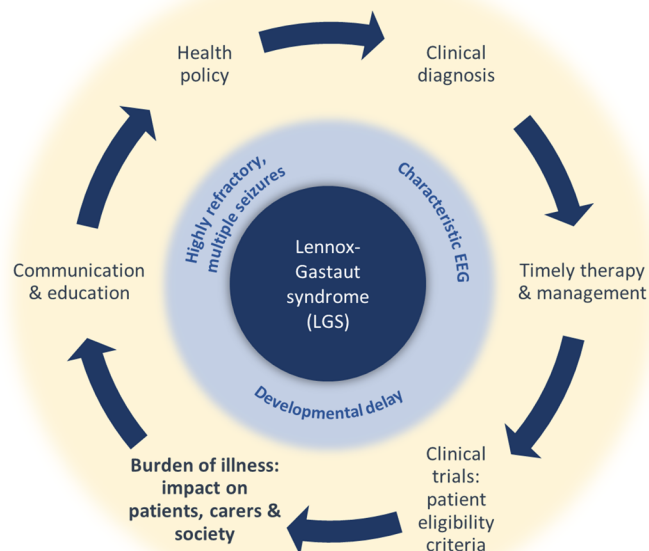 Health
policy
Clinical
diagnosis
Highly refractory,
multiple seizures
Characteristic EEG
Lennox-
Gastaut
syndrome
(LGS)
Communication
& education
Timely therapy
& management
Developmental delay
Burden of illness:
impact on
patients, carers &
society
Clinical
trials:
patient
eligibility
criteria